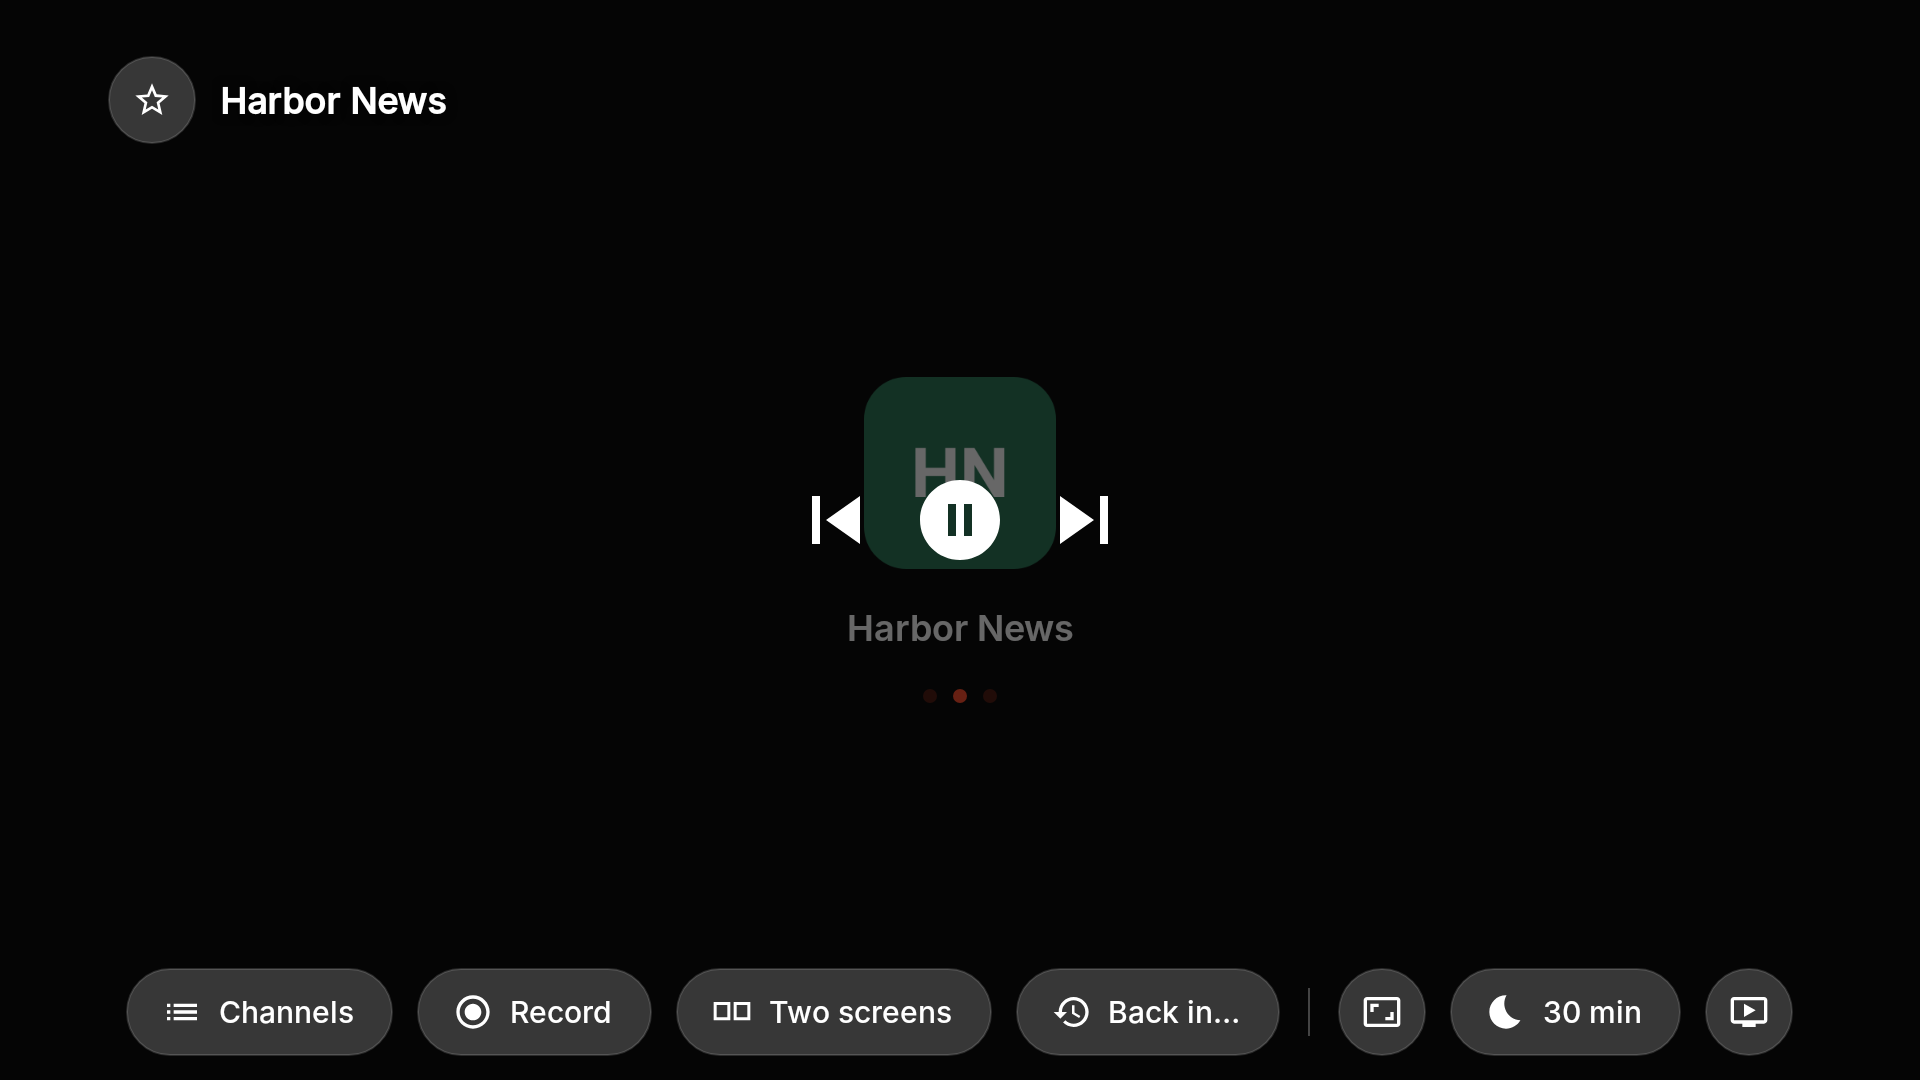 Harbor News
HN
Harbor News
Channels
Record
Two screens
Back in...
30 min